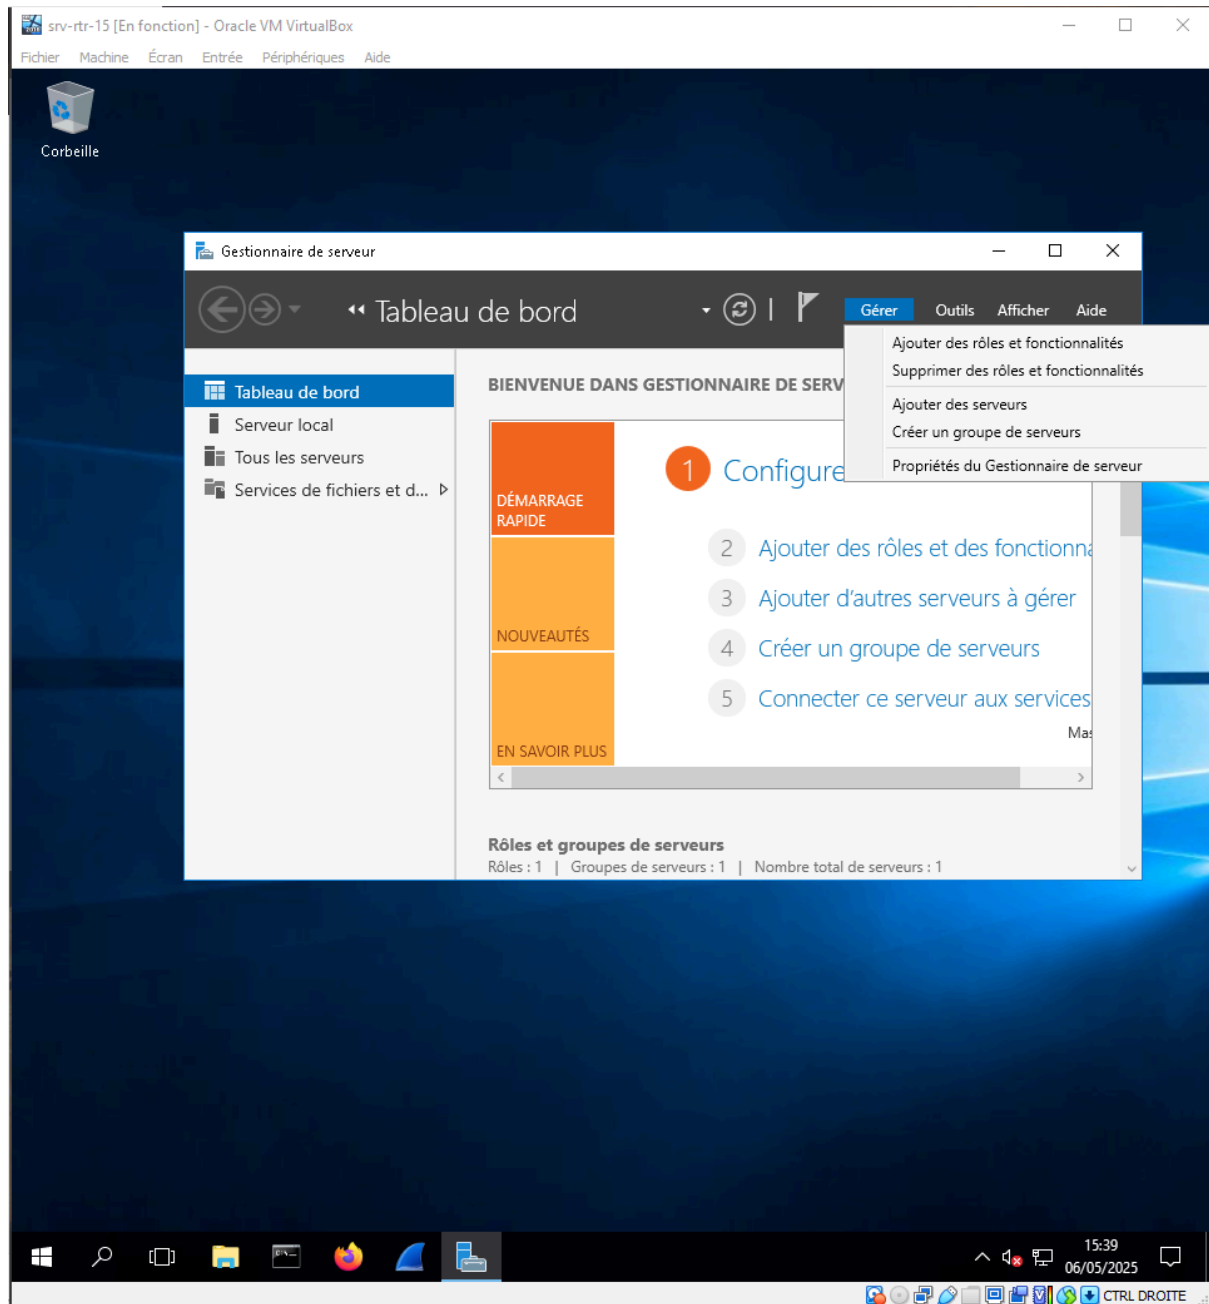 srv-rtr-15 [En fonction] - Oracle VM VirtualBox
Fichier Machine Écran Entrée Périphériques Aide
Corbeille
Gestionnaire de serveur
Tableau de bord
Gérer Outils Afficher Aide
Ajouter des rôles et fonctionnalités
Supprimer des rôles et fonctionnalités
Ajouter des serveurs
Créer un groupe de serveurs
Propriétés du Gestionnaire de serveur
Tableau de bord
Serveur local
Tous les serveurs
Services de fichiers et d...
BIENVENUE DANS GESTIONNAIRE DE SERV
DÉMARRAGE
RAPIDE
NOUVEAUTÉS
EN SAVOIR PLUS
1 Configure
2 Ajouter des rôles et des fonctionna
3 Ajouter d'autres serveurs à gérer
4 Créer un groupe de serveurs
5 Connecter ce serveur aux services
Mas
Rôles et groupes de serveurs
Rôles : 1 | Groupes de serveurs : 1 | Nombre total de serveurs : 1
15:39
06/05/2025
CTRL DROITE